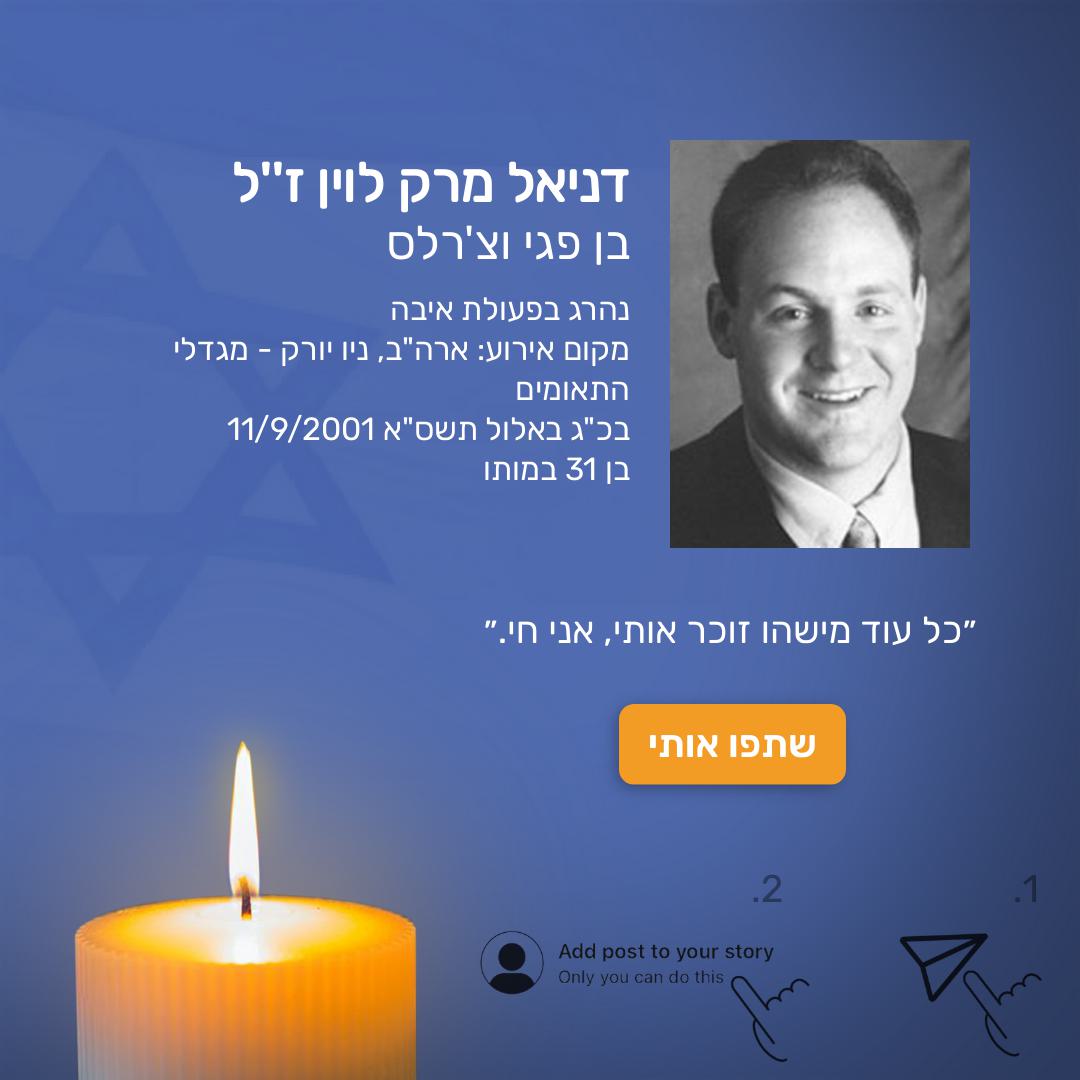 דניאל מרק לוין ז"ל
בן פגי וצ'רלס
נהרג בפעולת איבה
מקום אירוע: ארה"ב, ניו יורק - מגדלי
התאומים
בכ"ג באלול תשס"א 11/9/2001
בן 31 במותו
״כל עוד מישהו זוכר אותי, אני חי.״
שתפו אותי
1.
2.
Add post to your story
Only you can do this